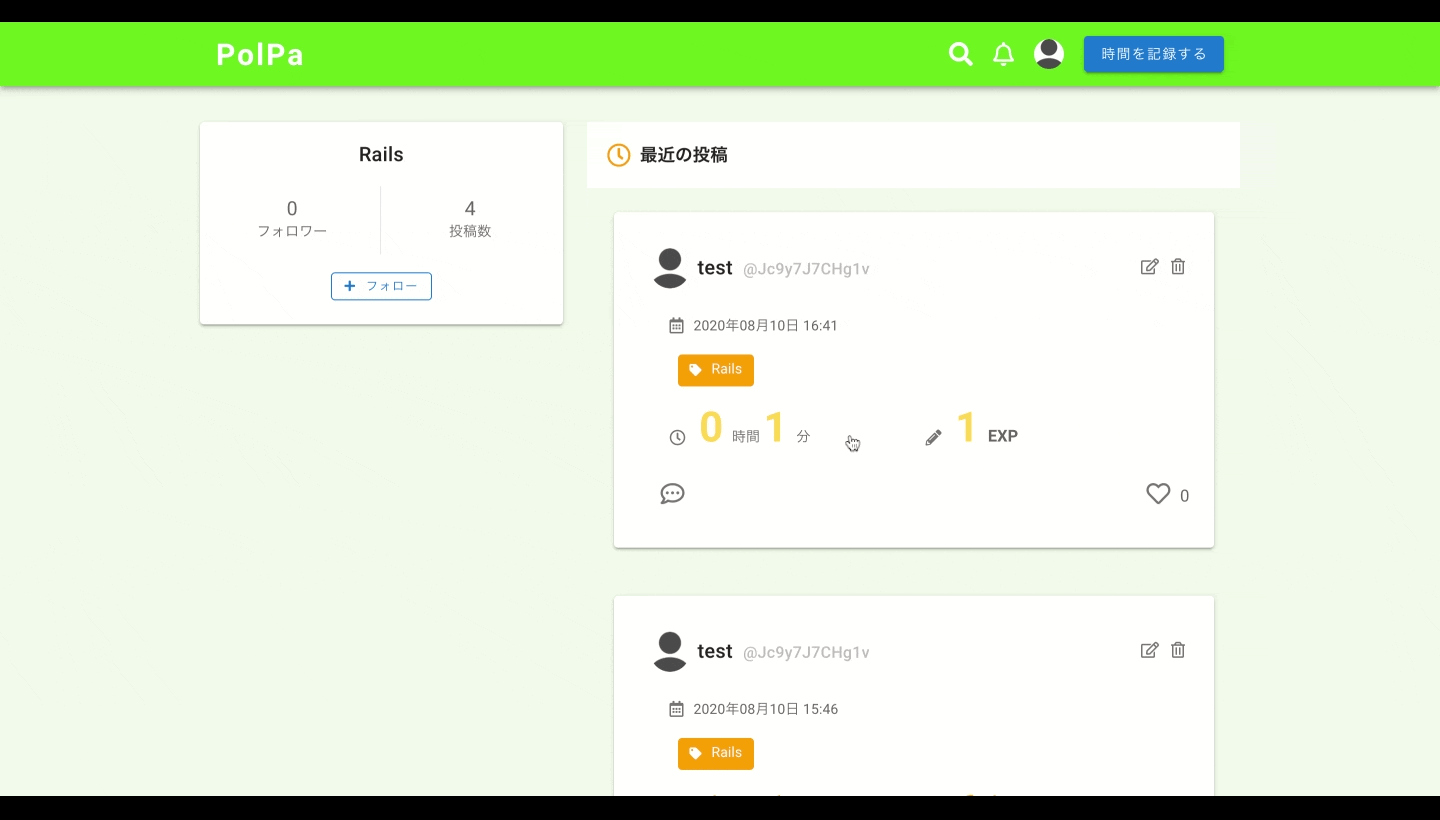 PolPa
時間を記録する
Rails
0
フォロワー
4
投稿数
+ フォロー
最近の投稿
test @Jc9y7J7CHg1v
2020年08月10日 16:41
Rails
0 時間 1 分 1 EXP
0
test @Jc9y7J7CHg1v
2020年08月10日 15:46
Rails